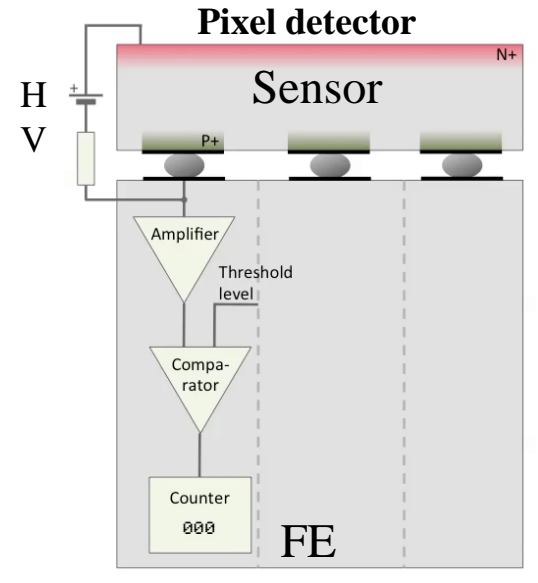 Pixel detector
N+
Sensor
H
V
+
P+
Amplifier
Threshold
level
Compa-
rator
Counter
000
FE